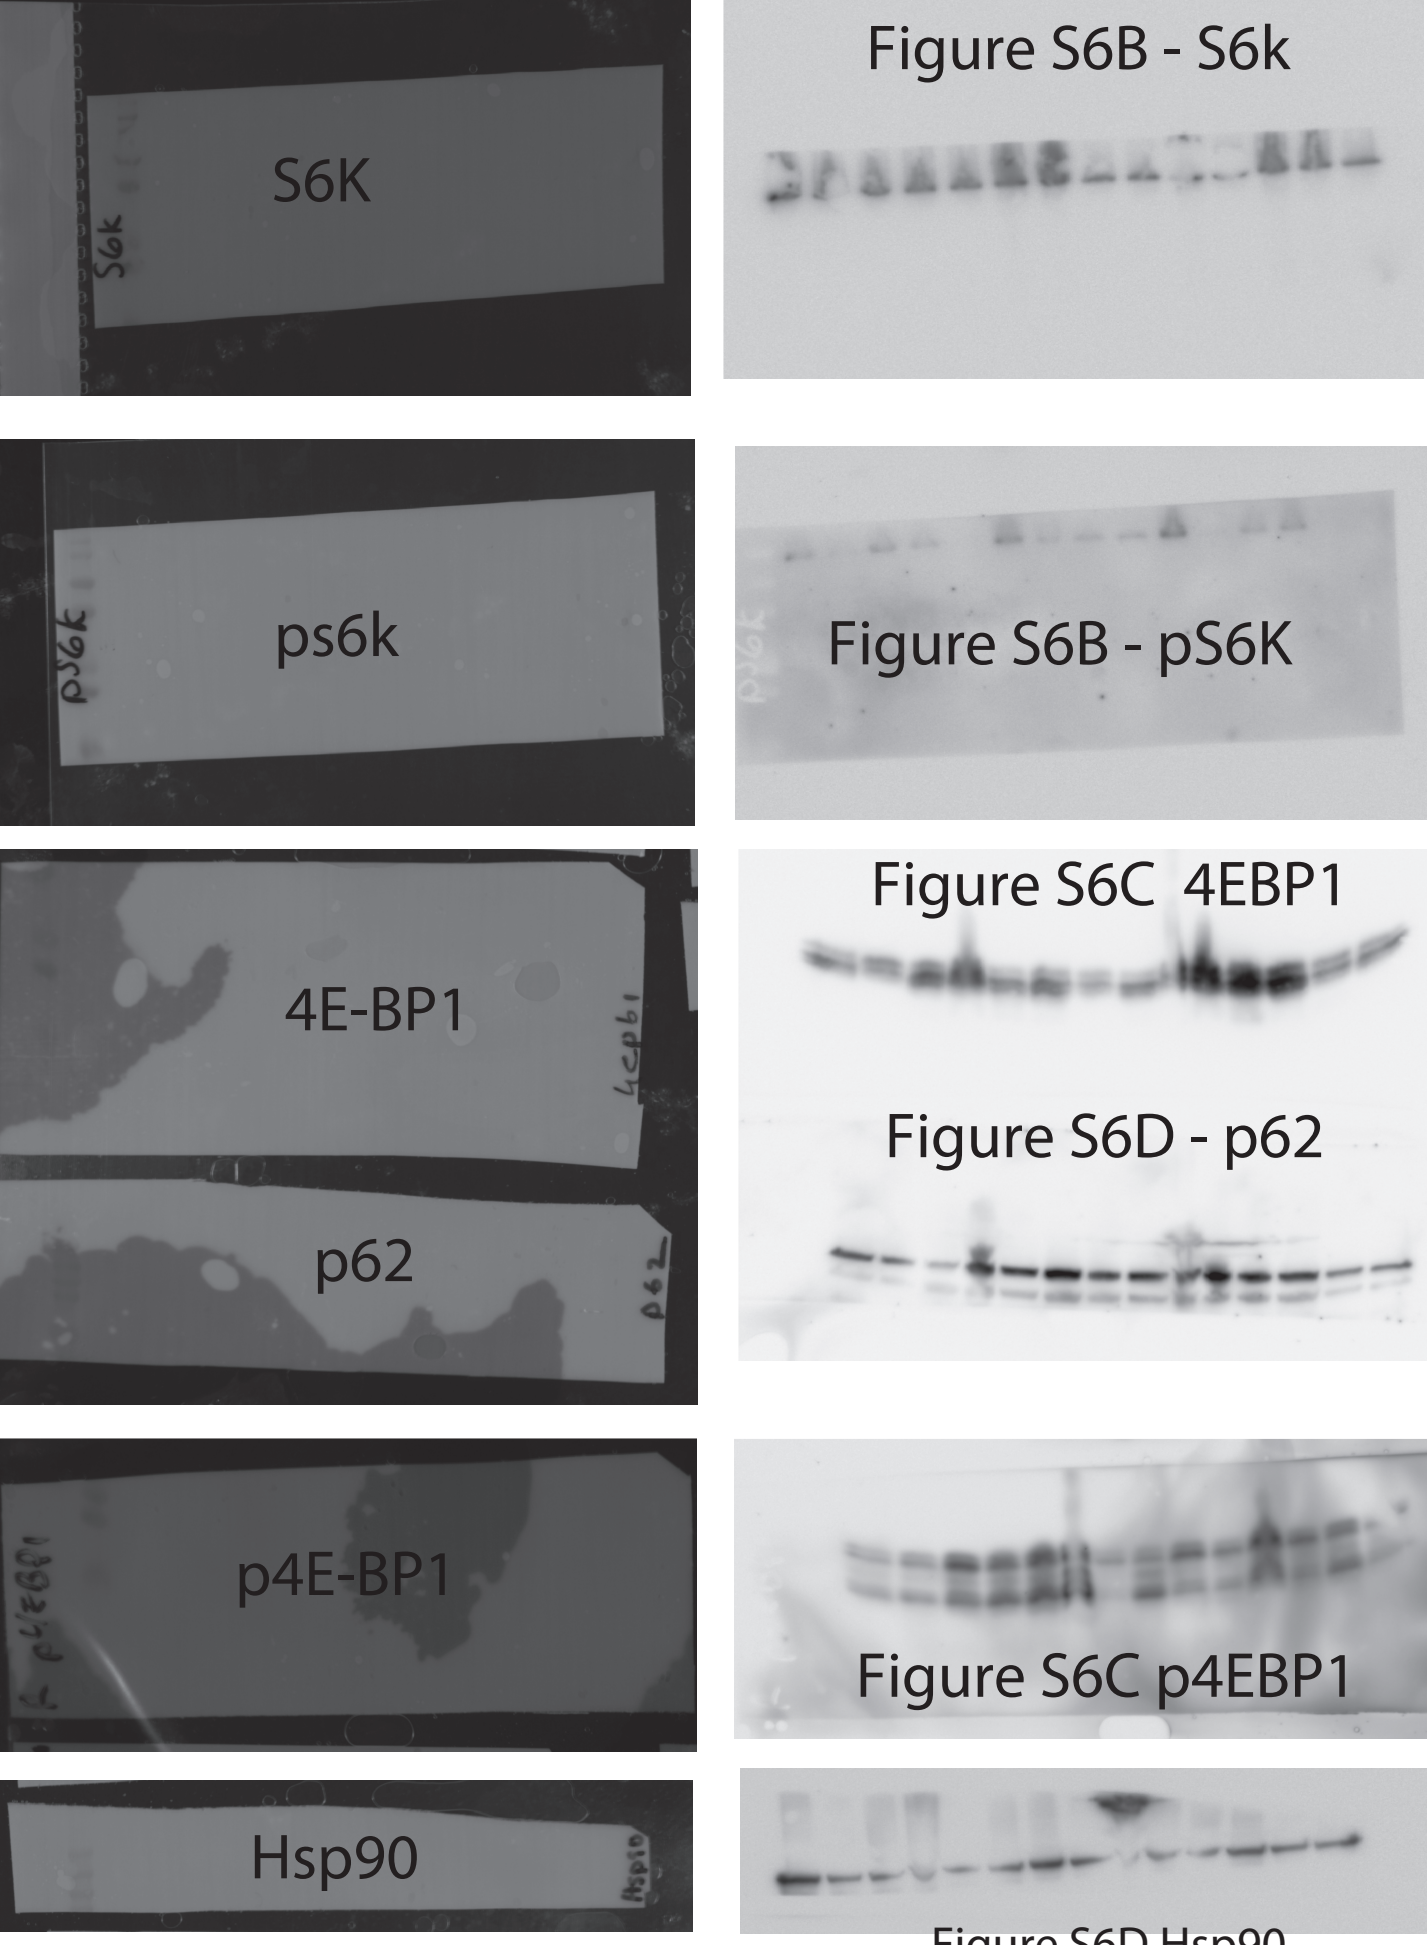 Figure S6B - S6k
S6K
S6k
ps6k
pS6k
Figure S6B - pS6K
pS6k
Figure S6C 4EBP1
4E-BP1
Figure S6D - p62
p62
p62
p4E-BP1
p4EBP1
Figure S6C p4EBP1
Hsp90
Hsp90
Figure S6D Hsp90